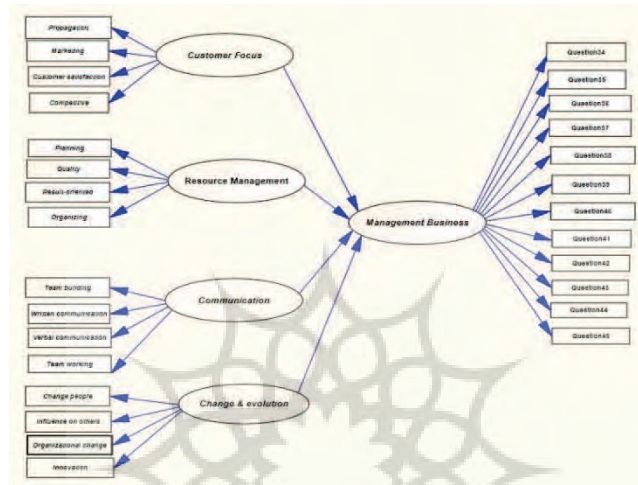 Propagation
Marketing
Customer satisfaction
Competitive
Customer Focus
Planning
Quality
Result-oriented
Organizing
Resource Management
Team building
Written communication
Verbal communication
Team working
Communication
Change people
Influence on others
Organizational change
Innovation
Change & evolution
Management Business
Question34
Question35
Question36
Question37
Question38
Question39
Question40
Question41
Question42
Question43
Question44
Question45